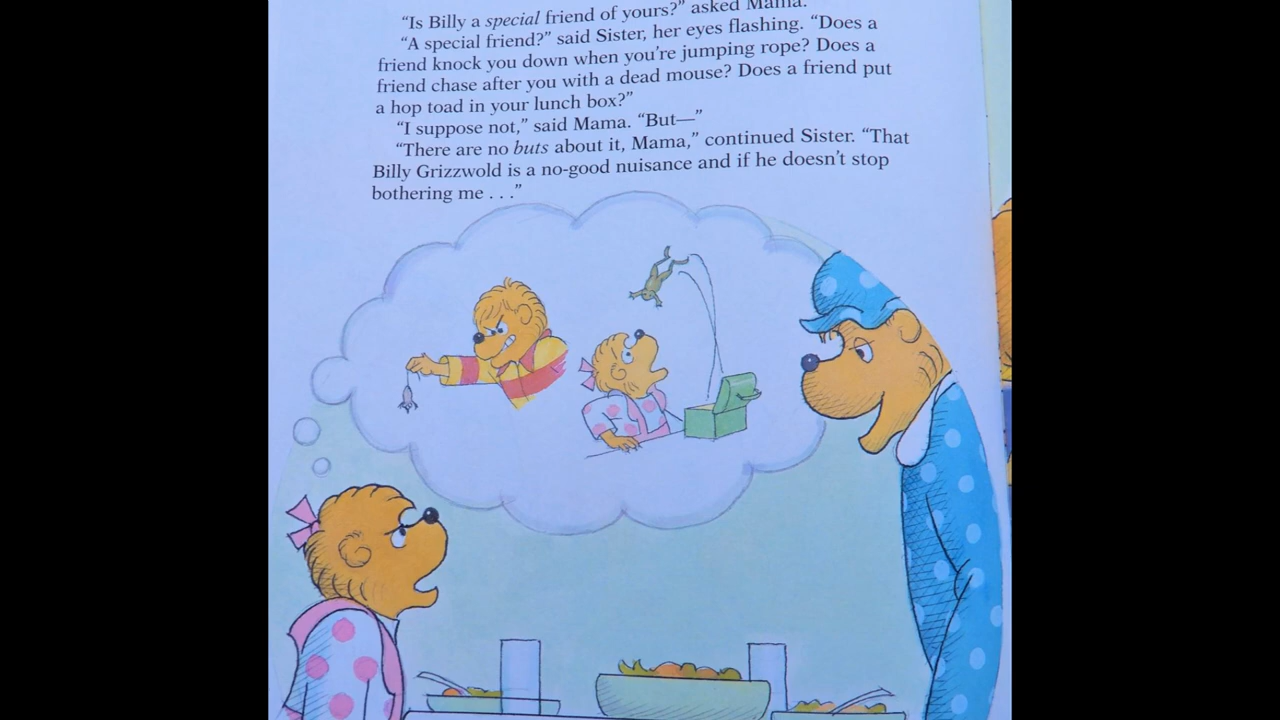 “Is Billy a special friend of yours?” asked Mama.
“A special friend?” said Sister, her eyes flashing. “Does a
friend knock you down when you’re jumping rope? Does a
friend chase after you with a dead mouse? Does a friend put
a hop toad in your lunch box?”
“I suppose not,” said Mama. “But—”
“There are no buts about it, Mama,” continued Sister. “That
Billy Grizzwold is a no-good nuisance and if he doesn’t stop
bothering me . . .”